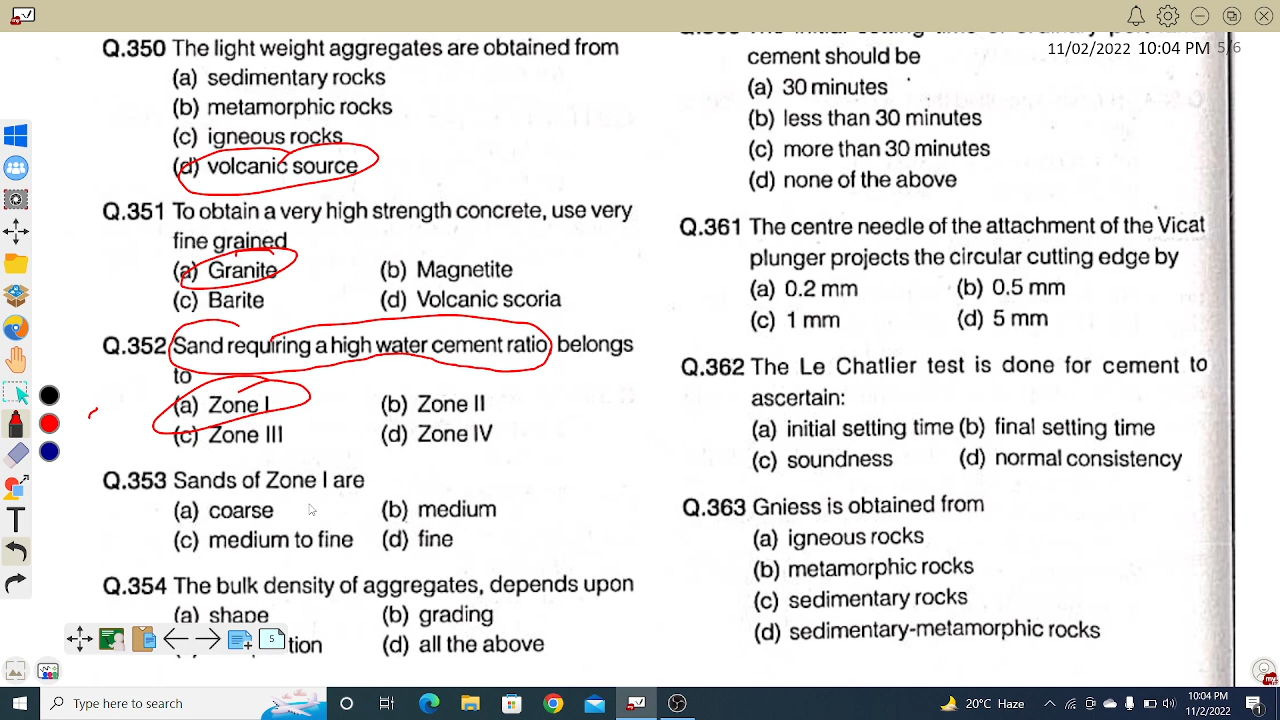 Q.350 The light weight aggregates are obtained from
(a) sedimentary rocks
(b) metamorphic rocks
(c) igneous rocks
(d) volcanic source
Q.351 To obtain a very high strength concrete, use very
fine grained
(a) Granite (b) Magnetite
(c) Barite (d) Volcanic scoria
Q.352 Sand requiring a high water cement ratio belongs
to
(a) Zone I (b) Zone II
(c) Zone III (d) Zone IV
Q.353 Sands of Zone I are
(a) coarse (b) medium
(c) medium to fine (d) fine
Q.354 The bulk density of aggregates, depends upon
(a) shape (b) grading
tion (d) all the above
11/02/2022 10:04 PM 5/6
cement should be
(a) 30 minutes
(b) less than 30 minutes
(c) more than 30 minutes
(d) none of the above
Q.361 The centre needle of the attachment of the Vicat
plunger projects the circular cutting edge by
(a) 0.2 mm (b) 0.5 mm
(c) 1 mm (d) 5 mm
Q.362 The Le Chatlier test is done for cement to
ascertain:
(a) initial setting time (b) final setting time
(c) soundness (d) normal consistency
Q.363 Gniess is obtained from
(a) igneous rocks
(b) metamorphic rocks
(c) sedimentary rocks
(d) sedimentary-metamorphic rocks
5
Type here to search
20°C Haze
10:04 PM
11/2/2022